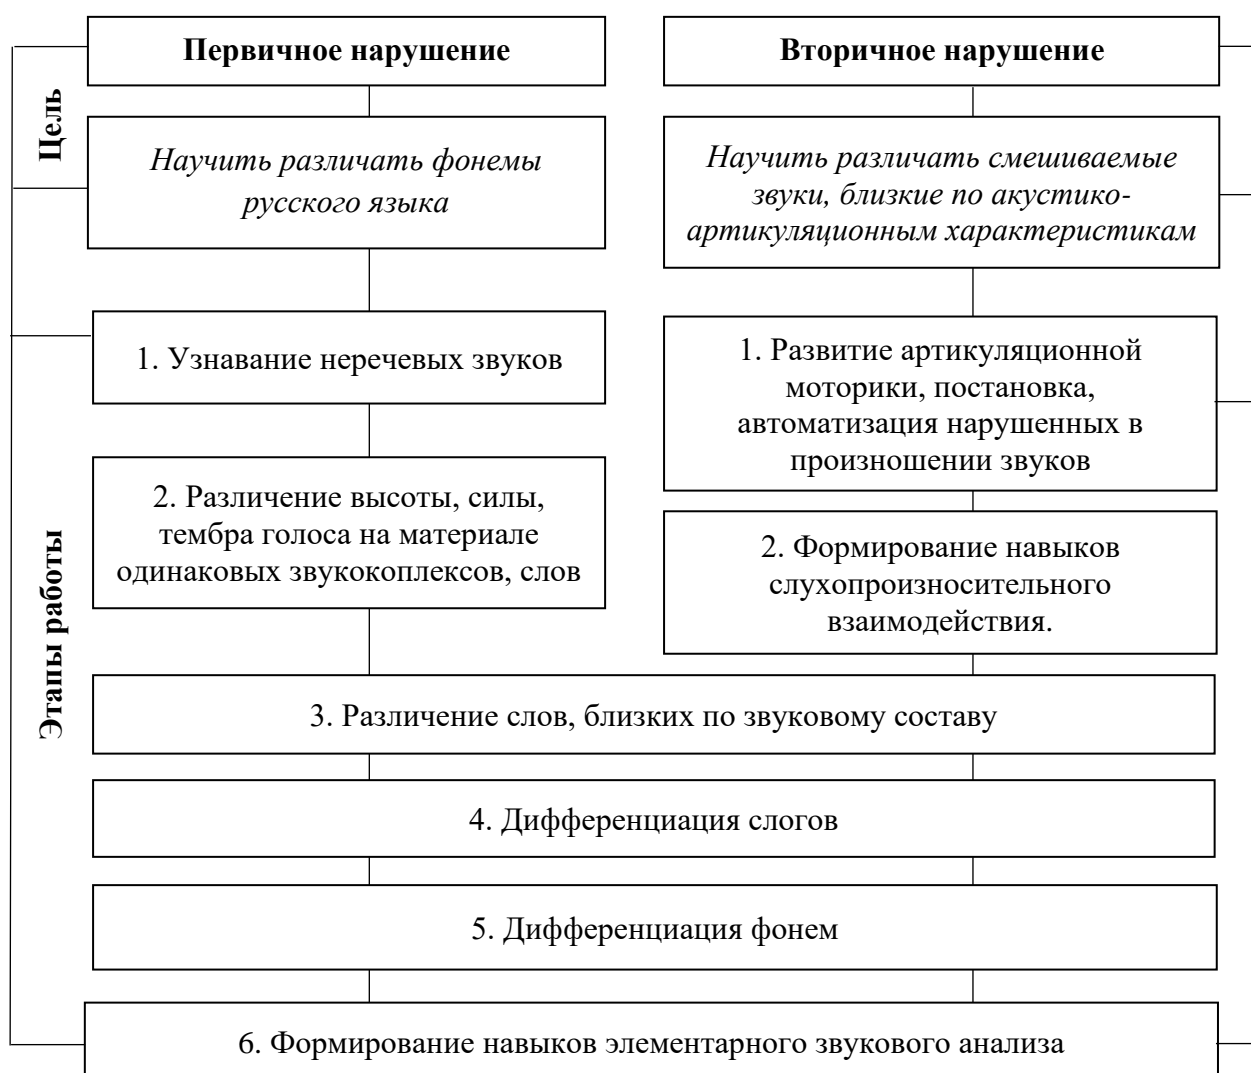 Первичное нарушение
Вторичное нарушение
Цель
Научить различать фонемы
русского языка
Научить различать смешиваемые
звуки, близкие по акустико-
артикуляционным характеристикам
Этапы работы
1. Узнавание неречевых звуков
1. Развитие артикуляционной
моторики, постановка,
автоматизация нарушенных в
произношении звуков
2. Различение высоты, силы,
тембра голоса на материале
одинаковых звукокоплексов, слов
2. Формирование навыков
слухопроизносительного
взаимодействия.
3. Различение слов, близких по звуковому составу
4. Дифференциация слогов
5. Дифференциация фонем
6. Формирование навыков элементарного звукового анализа